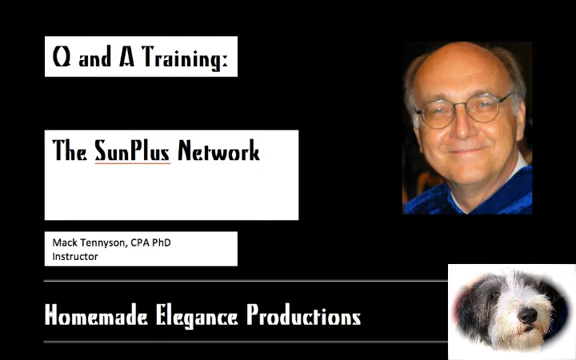 Q and A Training:
The SunPlus Network
Mack Tennyson, CPA PhD
Instructor
Homemade Elegance Productions